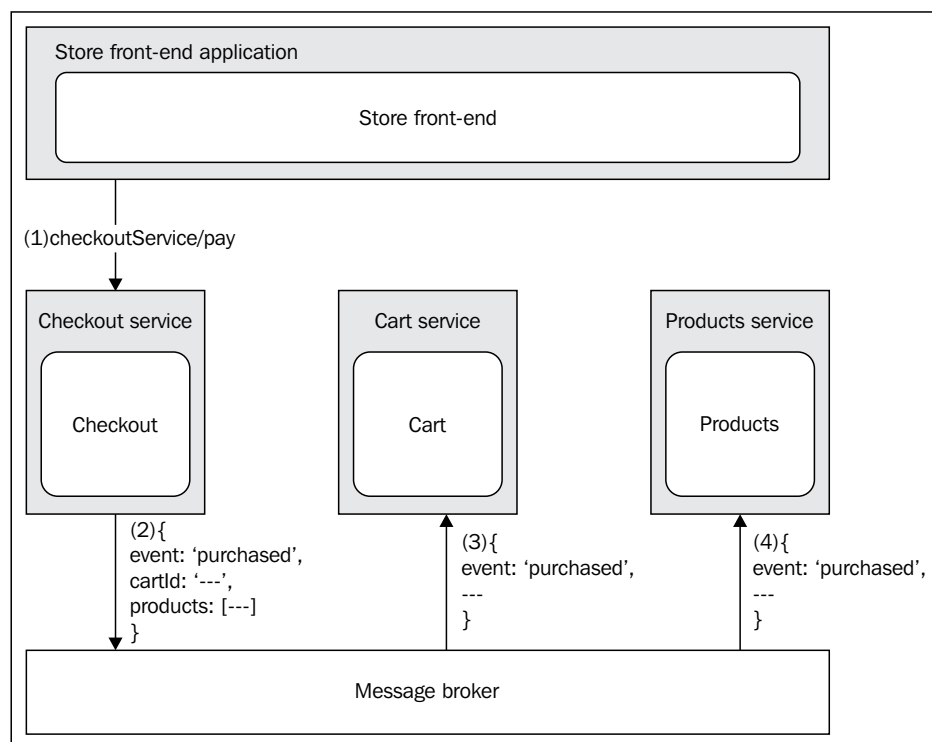 Store front-end application
Store front-end
(1)checkoutService/pay
Checkout service
Cart service
Products service
Checkout
Cart
Products
(2){
event: ‘purchased’,
cartId: ‘---’,
products: [---]
}
(3){
event: ‘purchased’,
---
}
(4){
event: ‘purchased’,
---
}
Message broker